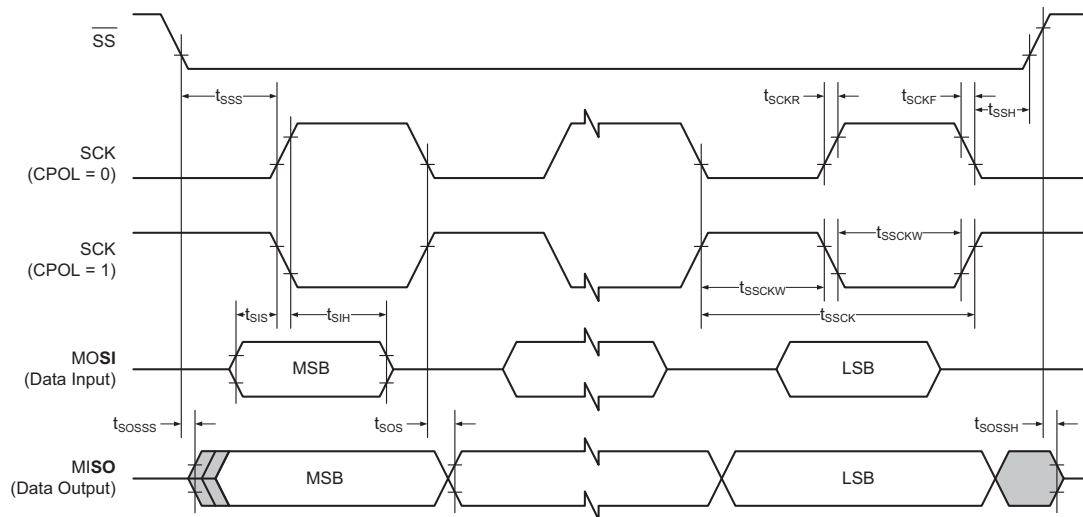 SS
tSSS
tSCKR
tSCKF
tSSH
SCK
(CPOL = 0)
SCK
(CPOL = 1)
tSSCKW
tSSCKW
tSSCK
tSIS
tSIH
MOSI
(Data Input)
MSB
LSB
tSOSSS
tSOS
tSOSSH
MISO
(Data Output)
MSB
LSB